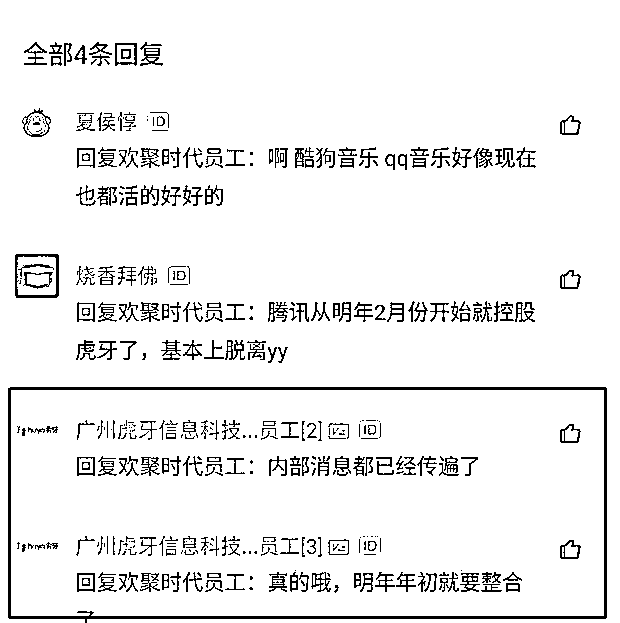 全部4条回复
夏侯惇 ID
回复欢聚时代员工：啊 酷狗音乐 qq音乐好像现在
也都活的好好的
烧香拜佛 ID
回复欢聚时代员工：腾讯从明年2月份开始就控股
虎牙了，基本上脱离yy
广州虎牙信息科技...员工[2] ID
回复欢聚时代员工：内部消息都已经传遍了
广州虎牙信息科技...员工[3] ID
回复欢聚时代员工：真的哦，明年年初就要整合